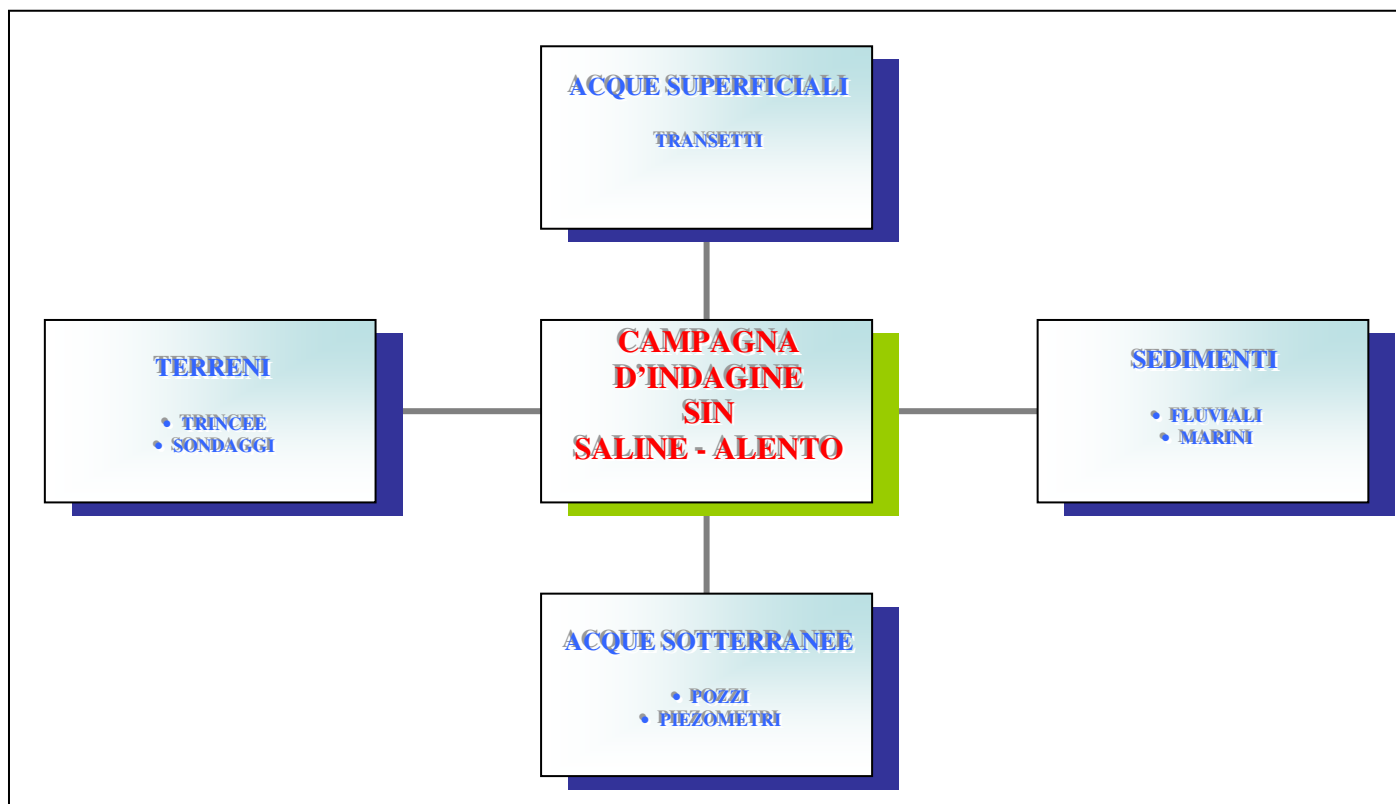 ACQUE SUPERFICIALI
TRANSETTI
TERRENI
• TRINCEE
• SONDAGGI
CAMPAGNA
D’INDAGINE
SIN
SALINE - ALENTO
SEDIMENTI
• FLUVIALI
• MARINI
ACQUE SOTTERRANEE
• POZZI
• PIEZOMETRI